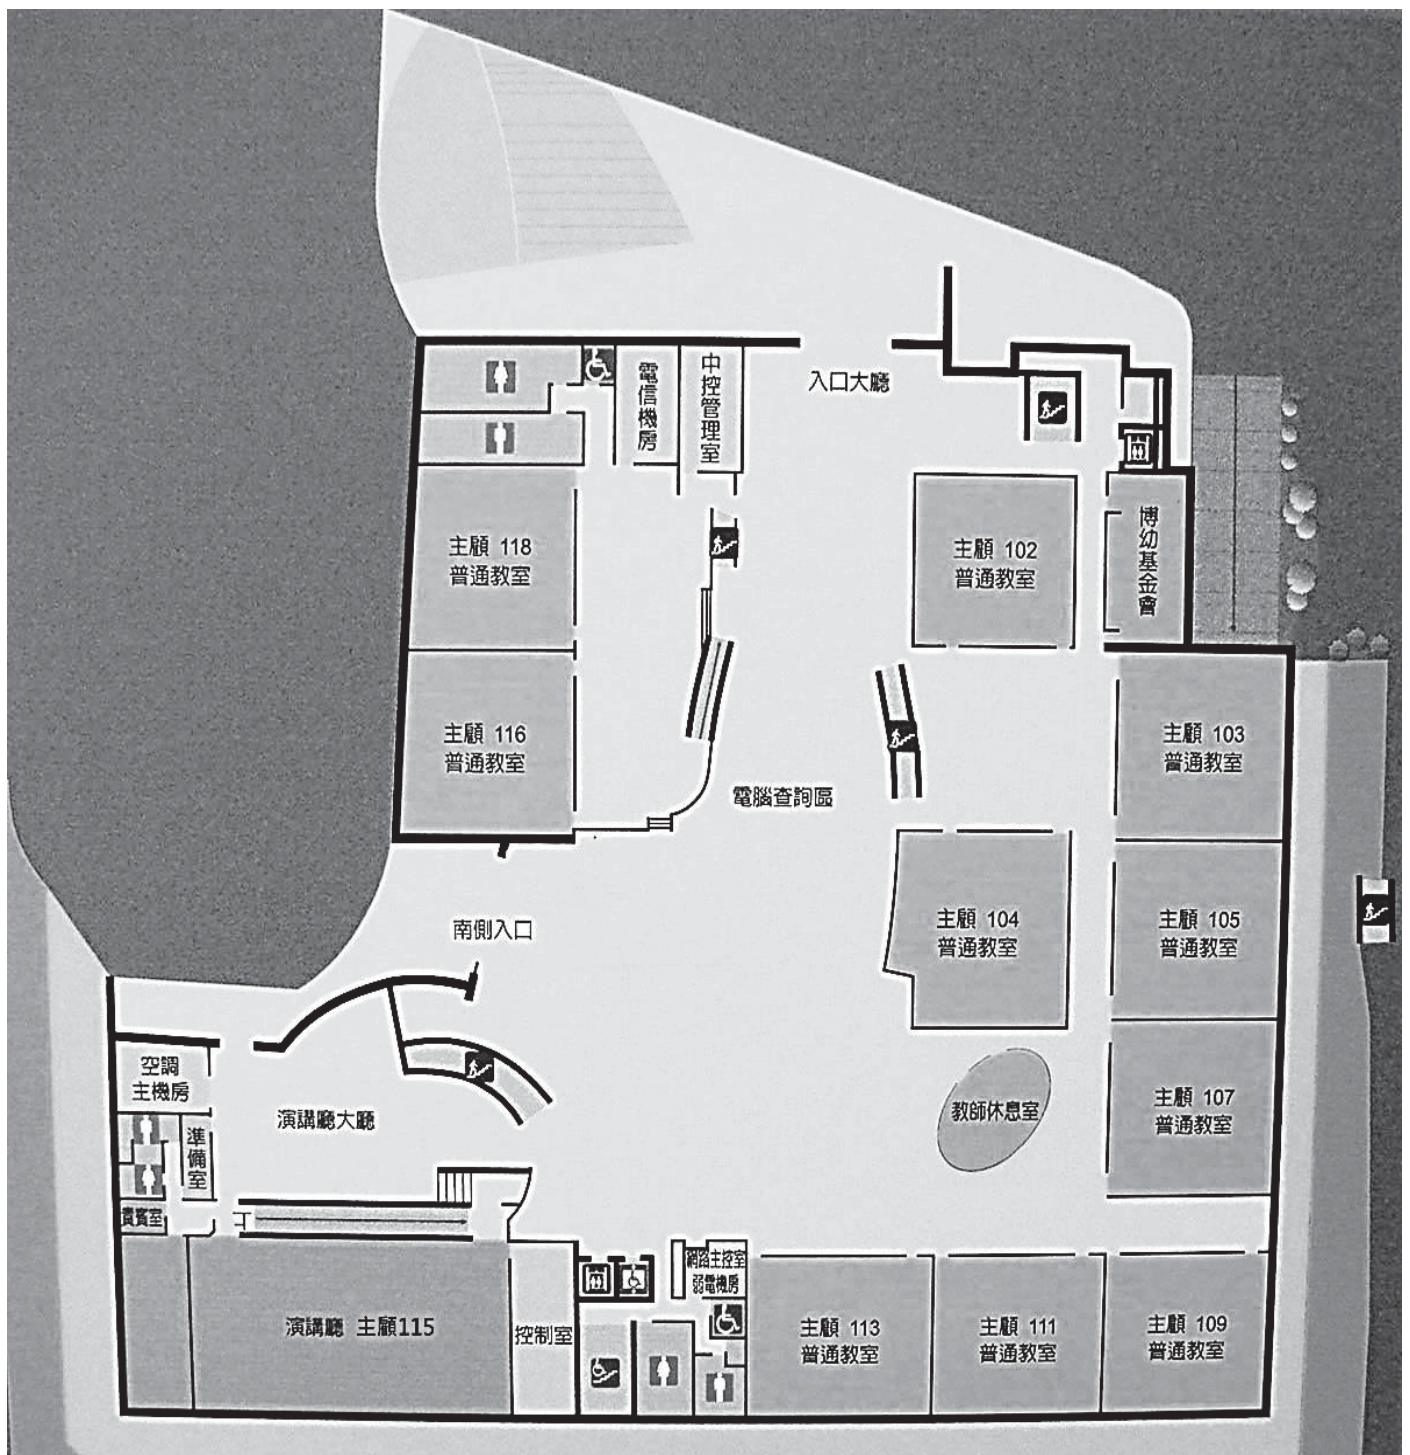 入口大廳
電信機房
中控管理室
主顧 118
普通教室
主顧 102
普通教室
博幼基金會
主顧 116
普通教室
主顧 103
普通教室
電腦查詢區
南側入口
主顧 104
普通教室
主顧 105
普通教室
空調
主機房
演講廳大廳
準備室
貴賓室
教師休息室
主顧 107
普通教室
演講廳 主顧115
控制室
網路主控室
弱電機房
主顧 113
普通教室
主顧 111
普通教室
主顧 109
普通教室